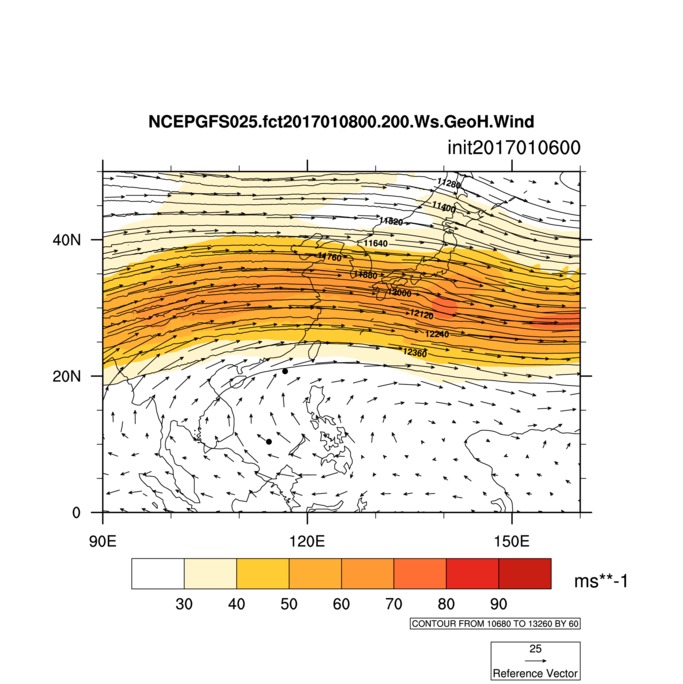 NCEPGFS025.fct2017010800.200.Ws.GeoH.Wind
init2017010600
11280
11400
11520
11640
11760
11880
12000
12120
12240
12360
40N
20N
0
90E 120E 150E
30 40 50 60 70 80 90
ms**-1
CONTOUR FROM 10680 TO 13260 BY 60
25
Reference Vector